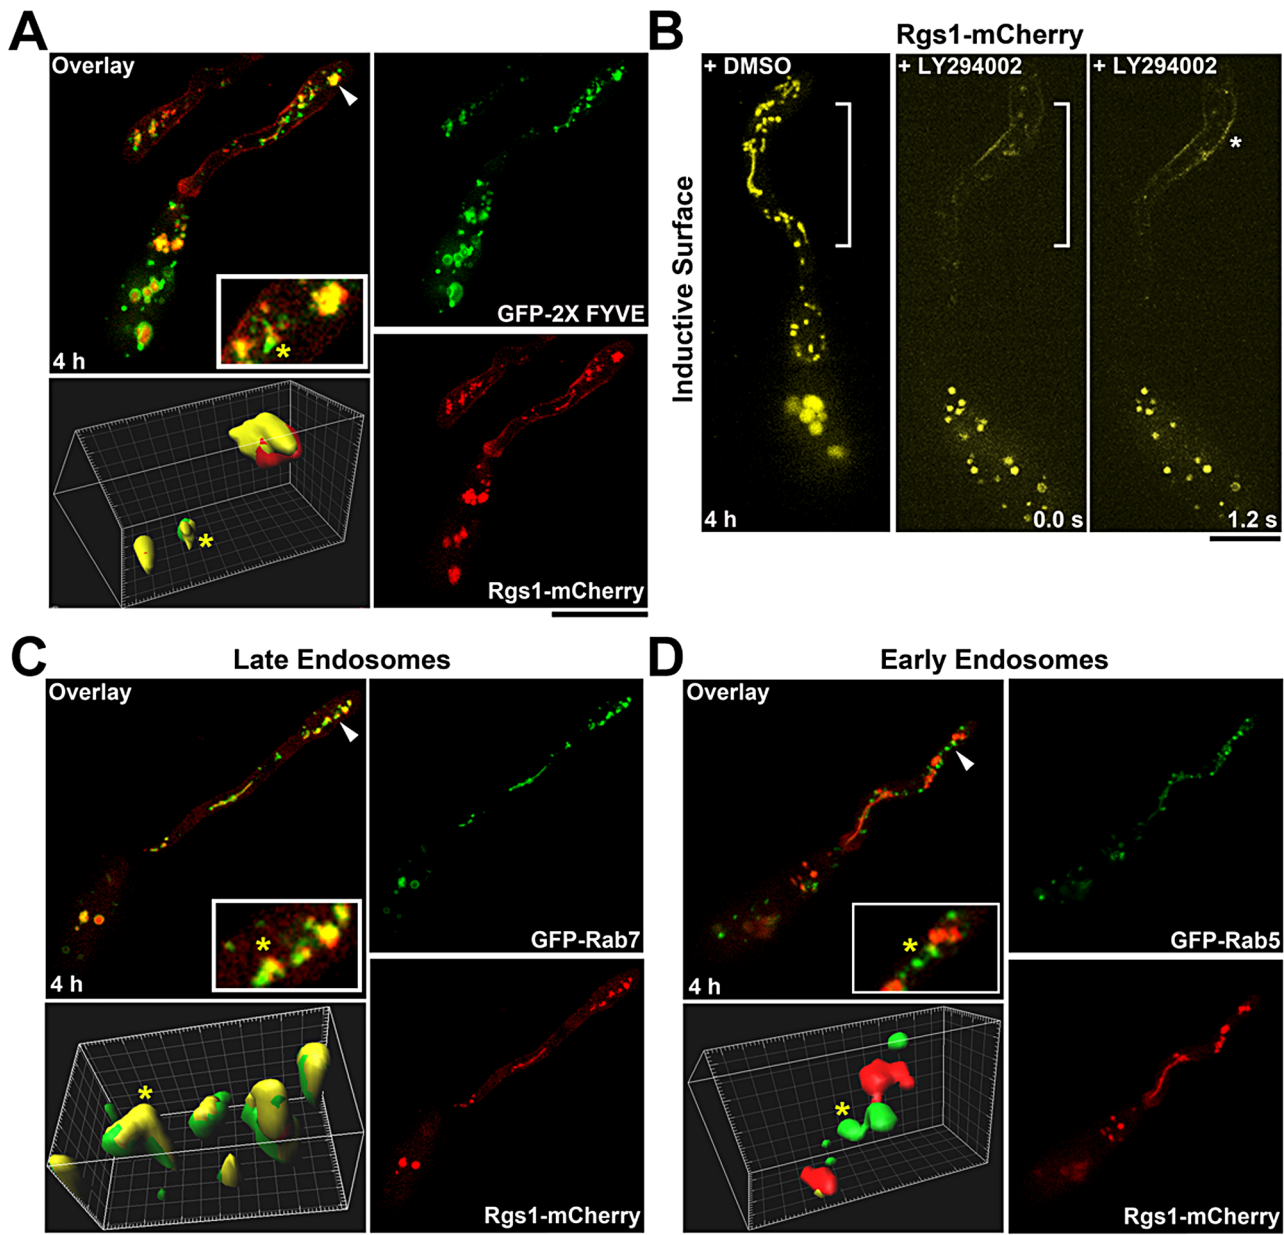 A
Overlay
4 h
*
GFP-2X FYVE
*
Rgs1-mCherry
B
Rgs1-mCherry
Inductive Surface
+ DMSO
4 h
+ LY294002
0.0 s
+ LY294002
*
1.2 s
C
Late Endosomes
Overlay
*
4 h
GFP-Rab7
*
Rgs1-mCherry
D
Early Endosomes
Overlay
*
4 h
GFP-Rab5
*
Rgs1-mCherry